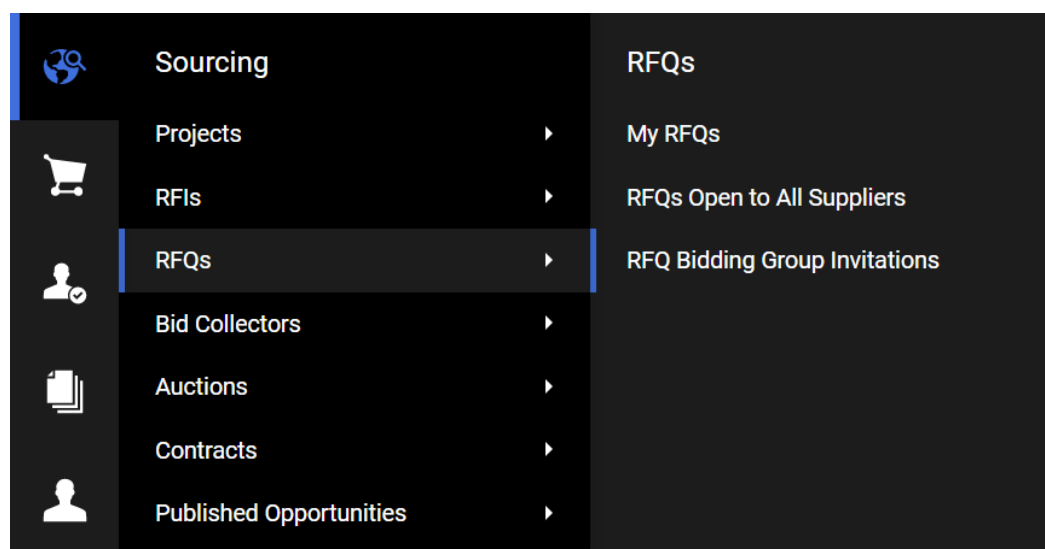 Sourcing
Projects
RFIs
RFQs
Bid Collectors
Auctions
Contracts
Published Opportunities
RFQs
My RFQs
RFQs Open to All Suppliers
RFQ Bidding Group Invitations